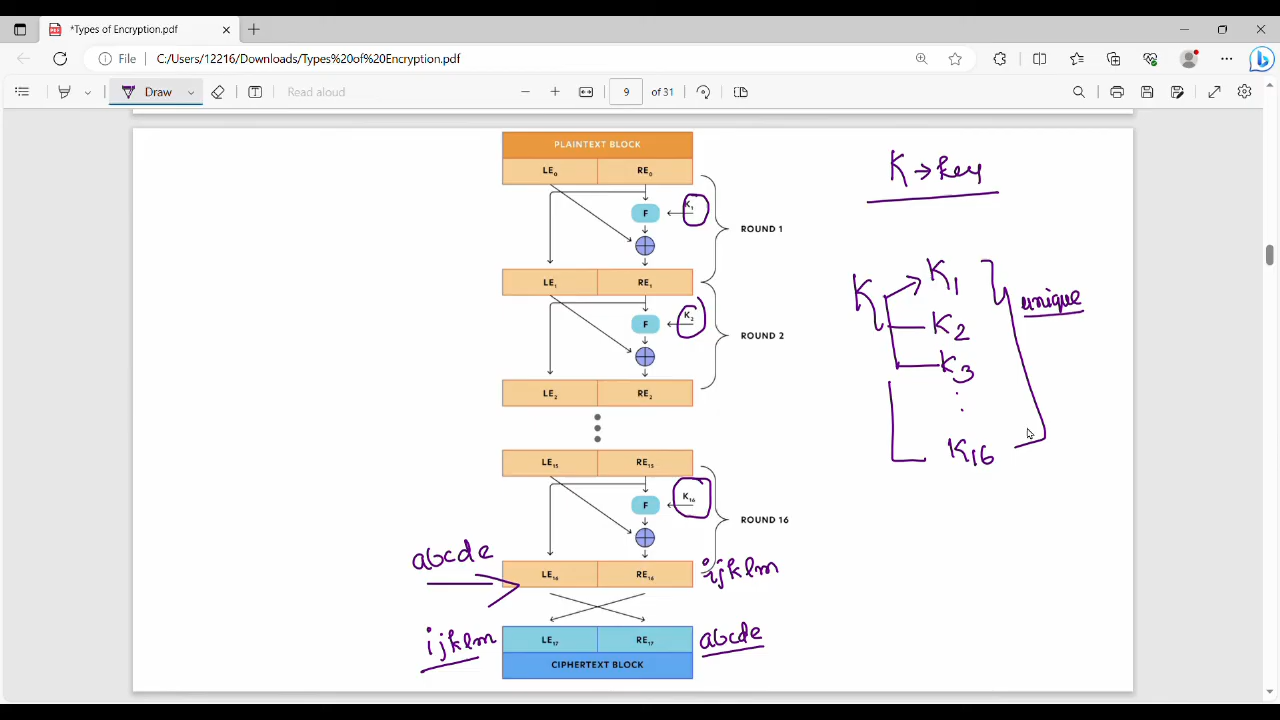 *Types of Encryption.pdf
File C:/Users/12216/Downloads/Types%20of%20Encryption.pdf
Draw Read aloud 9 of 31
PLAINTEXT BLOCK
LE0 RE0
F K1
ROUND 1
LE1 RE1
F K2
ROUND 2
LE2 RE2
LE15 RE15
F K16
ROUND 16
LE16 RE16
LE17 RE17
CIPHERTEXT BLOCK
abcde
ijklm
ijklm
abcde
K → key
K K1
K2
K3
K16
unique